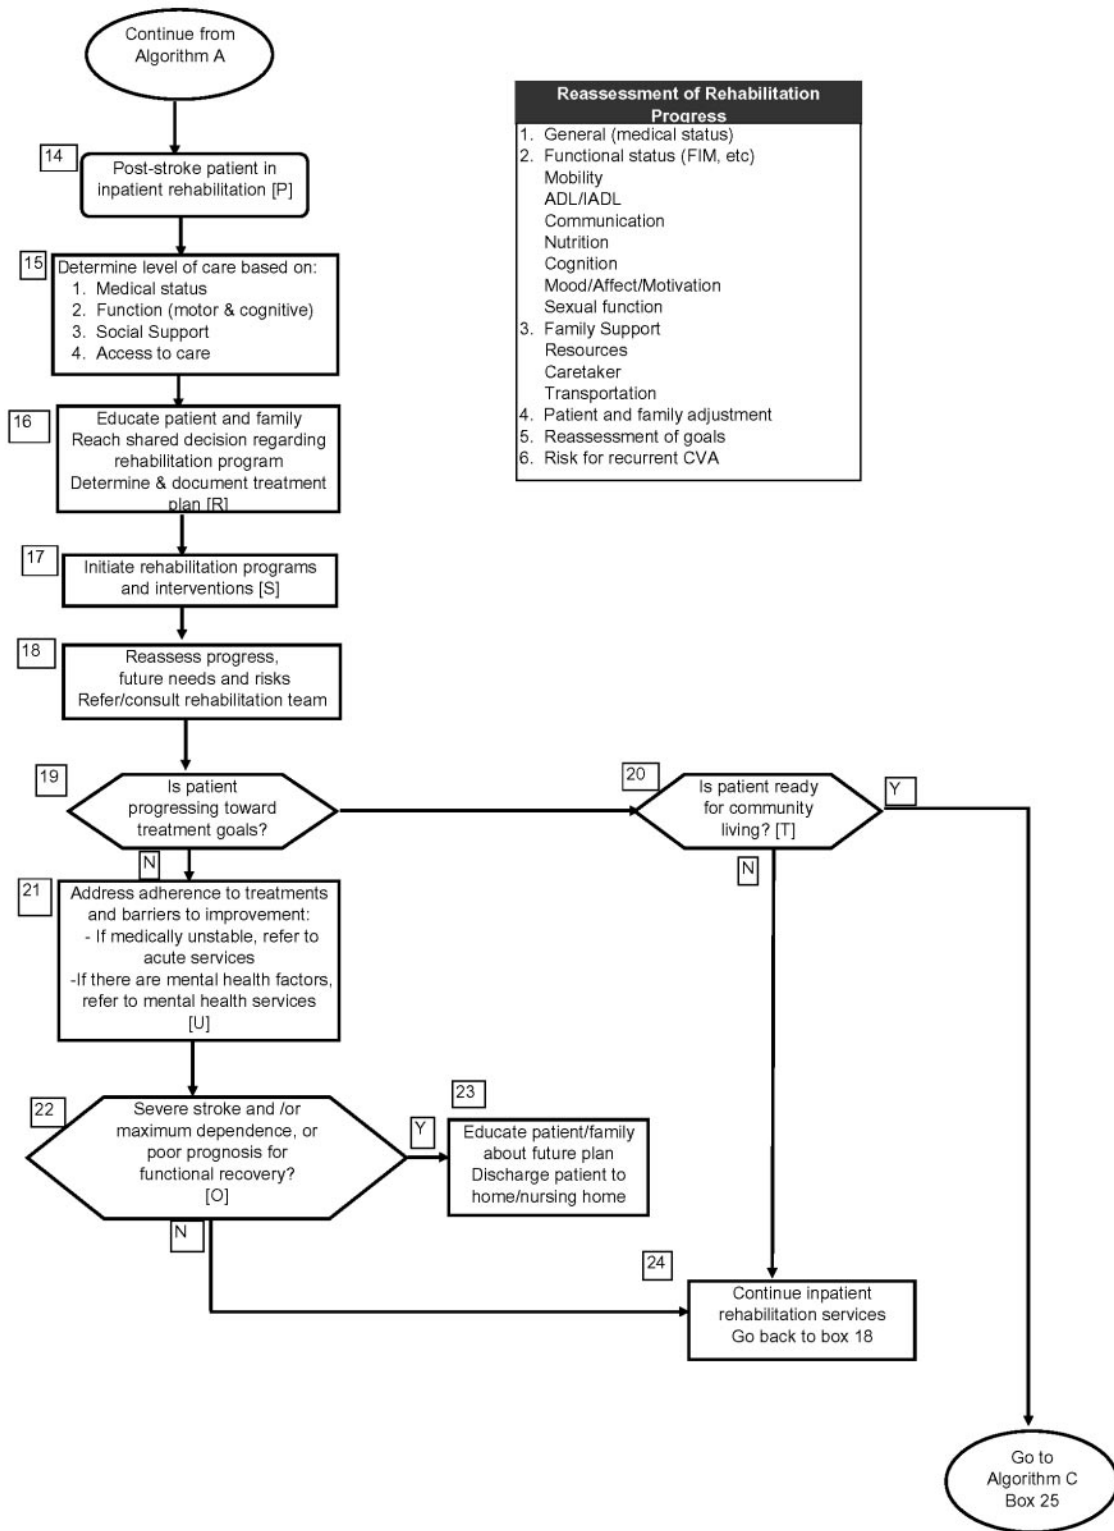 Continue from
Algorithm A
14
Post-stroke patient in
inpatient rehabilitation [P]
15
Determine level of care based on:
1. Medical status
2. Function (motor & cognitive)
3. Social Support
4. Access to care
16
Educate patient and family
Reach shared decision regarding
rehabilitation program
Determine & document treatment
plan [R]
17
Initiate rehabilitation programs
and interventions [S]
18
Reassess progress,
future needs and risks
Refer/consult rehabilitation team
Reassessment of Rehabilitation
Progress
1. General (medical status)
2. Functional status (FIM, etc)
Mobility
ADL/IADL
Communication
Nutrition
Cognition
Mood/Affect/Motivation
Sexual function
3. Family Support
Resources
Caretaker
Transportation
4. Patient and family adjustment
5. Reassessment of goals
6. Risk for recurrent CVA
19
Is patient
progressing toward
treatment goals?
N
20
Is patient ready
for community
living? [T]
Y
N
21
Address adherence to treatments
and barriers to improvement:
- If medically unstable, refer to
acute services
-If there are mental health factors,
refer to mental health services
[U]
22
Severe stroke and /or
maximum dependence, or
poor prognosis for
functional recovery?
[O]
Y
N
23
Educate patient/family
about future plan
Discharge patient to
home/nursing home
24
Continue inpatient
rehabilitation services
Go back to box 18
Go to
Algorithm C
Box 25